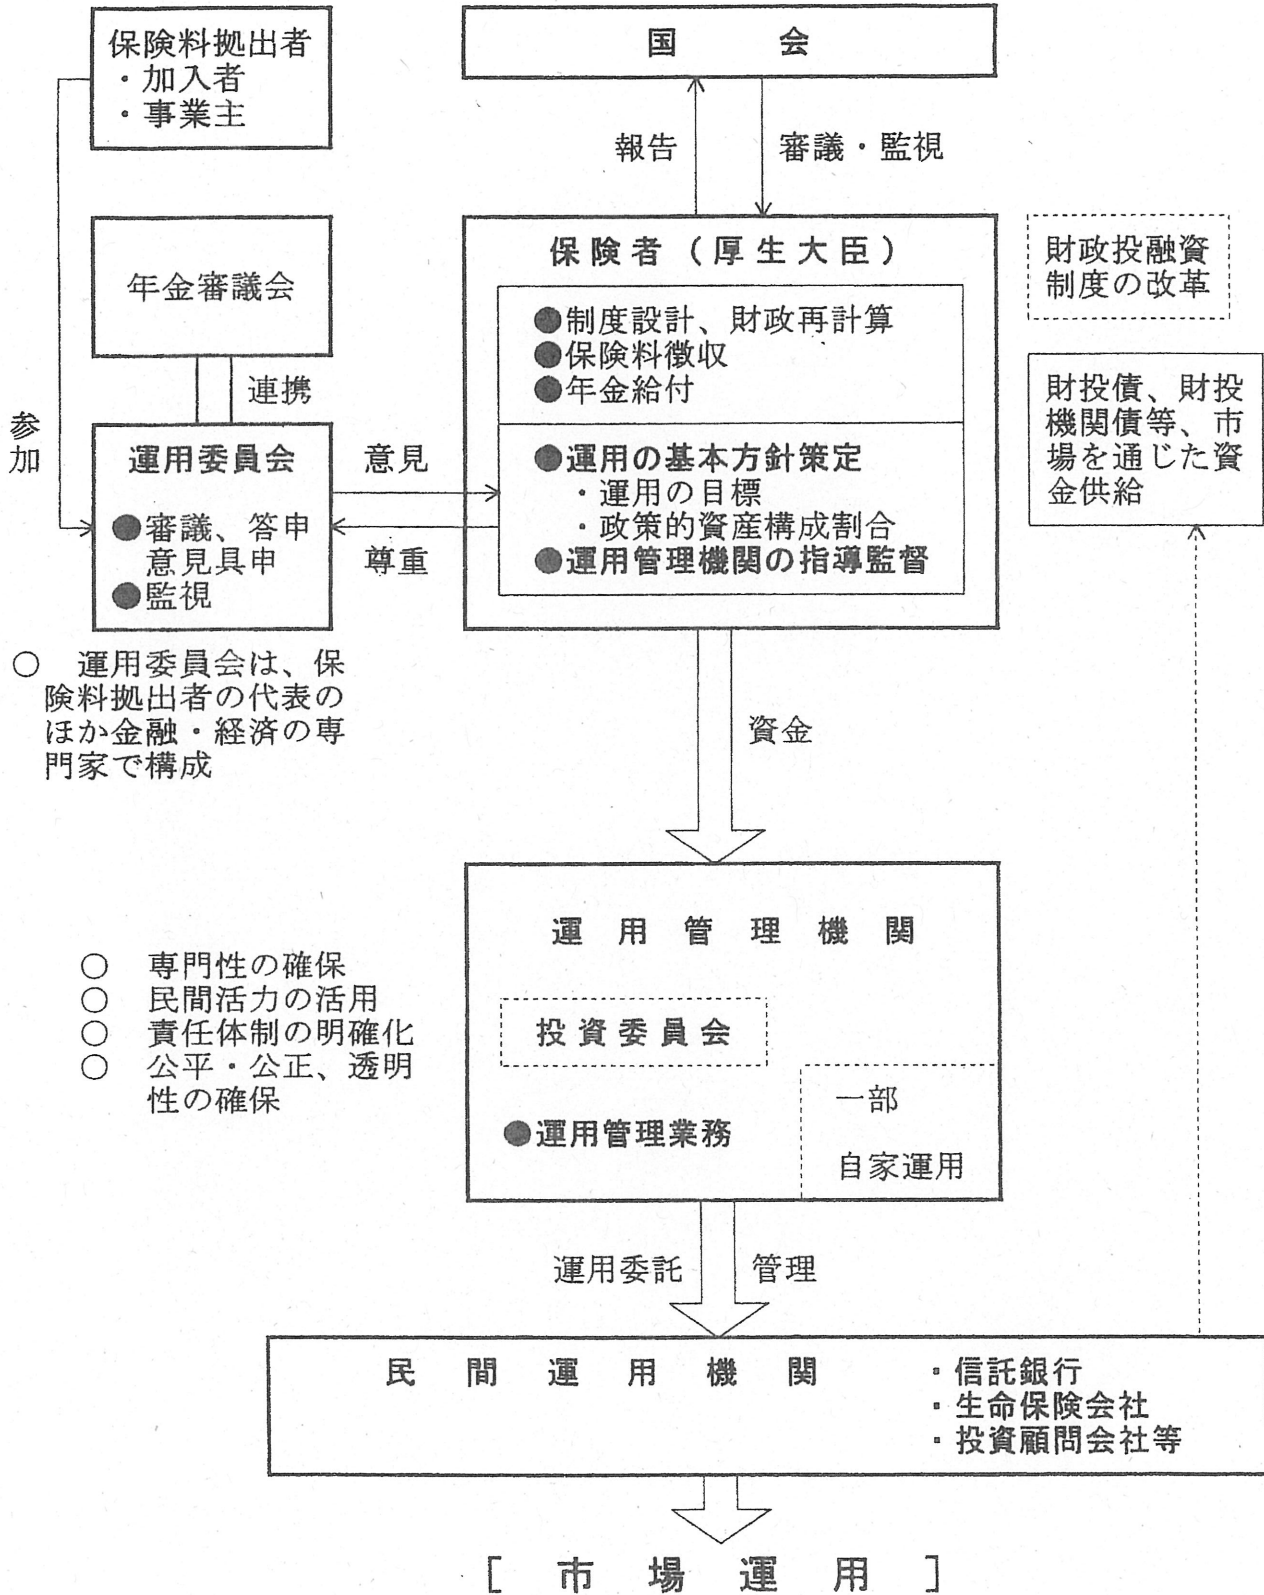 保険料拠出者
・加入者
・事業主
国　　会
報告
審議・監視
年金審議会
連携
参加
運用委員会
●審議、答申
意見具申
●監視
意見
尊重
保険者（厚生大臣）
●制度設計、財政再計算
●保険料徴収
●年金給付
●運用の基本方針策定
・運用の目標
・政策的資産構成割合
●運用管理機関の指導監督
財政投融資
制度の改革
財投債、財投
機関債等、市
場を通じた資
金供給
○　運用委員会は、保
険料拠出者の代表の
ほか金融・経済の専
門家で構成
資金
運用管理機関
投資委員会
●運用管理業務
一部
自家運用
○　専門性の確保
○　民間活力の活用
○　責任体制の明確化
○　公平・公正、透明
性の確保
運用委託
管理
民間運用機関
・信託銀行
・生命保険会社
・投資顧問会社等
［市場運用］